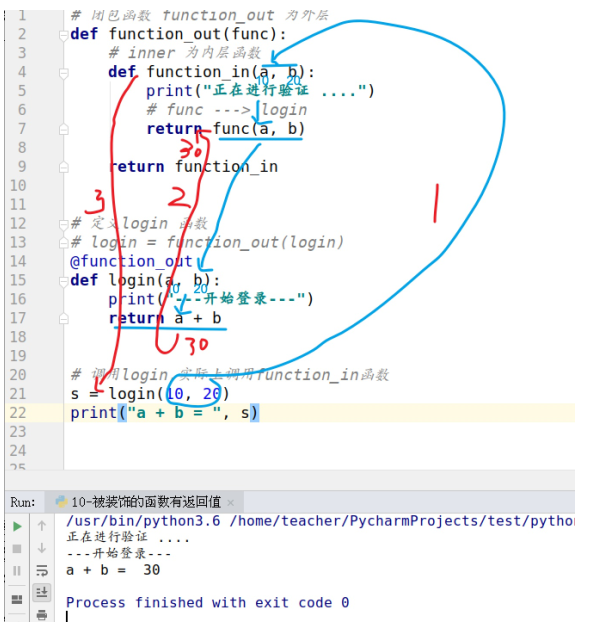 1 # 闭包函数 function_out 为外层
2 def function_out(func):
3 # inner 为内层函数
4 def function_in(a, b):
10 20
5 print("正在进行验证 ....")
6 # func ---> login
7 return func(a, b)
8 30
9 return function_in
10
11
3 2 1
12 # 定义login 函数
13 # login = function_out(login)
14 @function_out
15 def login(a, b):
10 20
16 print("---开始登录---")
17 return a + b
18 30
19
20 # 调用login 实际上调用function_in函数
21 s = login(10, 20)
22 print("a + b = ", s)
23
24
25
Run: 10-被装饰的函数有返回值 ×
/usr/bin/python3.6 /home/teacher/PycharmProjects/test/pytho
正在进行验证 ....
---开始登录---
a + b =  30
Process finished with exit code 0